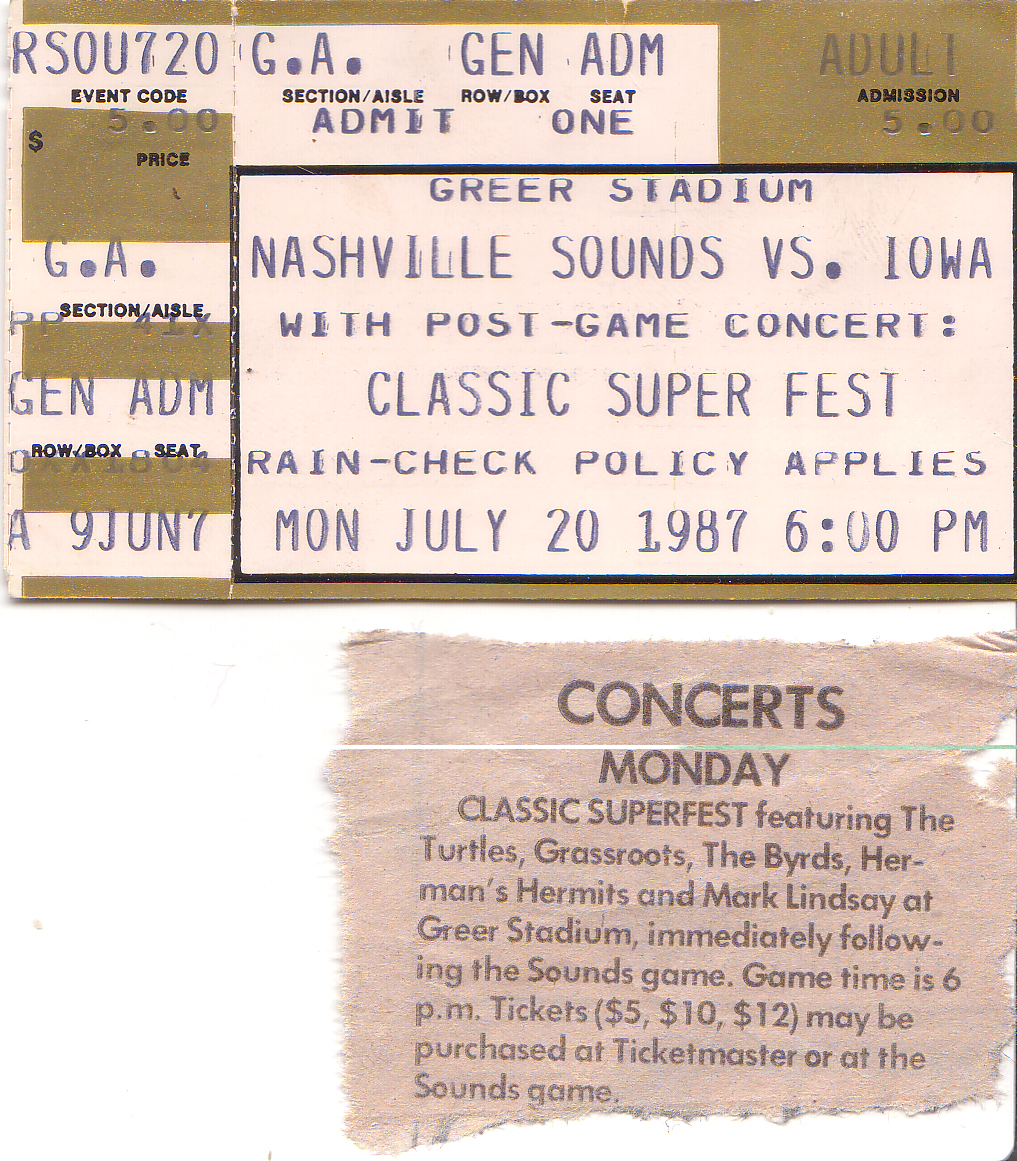 RSOU720 G.A. GEN ADM ADULT
EVENT CODE SECTION/AISLE ROW/BOX SEAT ADMISSION
5.00 ADMIT ONE 5.00
$
PRICE
GREER STADIUM
G.A. NASHVILLE SOUNDS VS. IOWA
SECTION/AISLE
41X WITH POST-GAME CONCERT:
GEN ADM CLASSIC SUPER FEST
ROW/BOX SEAT
RAIN-CHECK POLICY APPLIES
A 9JUN7 MON JULY 20 1987 6:00 PM
CONCERTS
MONDAY
CLASSIC SUPERFEST featuring The
Turtles, Grassroots, The Byrds, Her-
man's Hermits and Mark Lindsay at
Greer Stadium, immediately follow-
ing the Sounds game. Game time is 6
p.m. Tickets ($5, $10, $12) may be
purchased at Ticketmaster or at the
Sounds game.